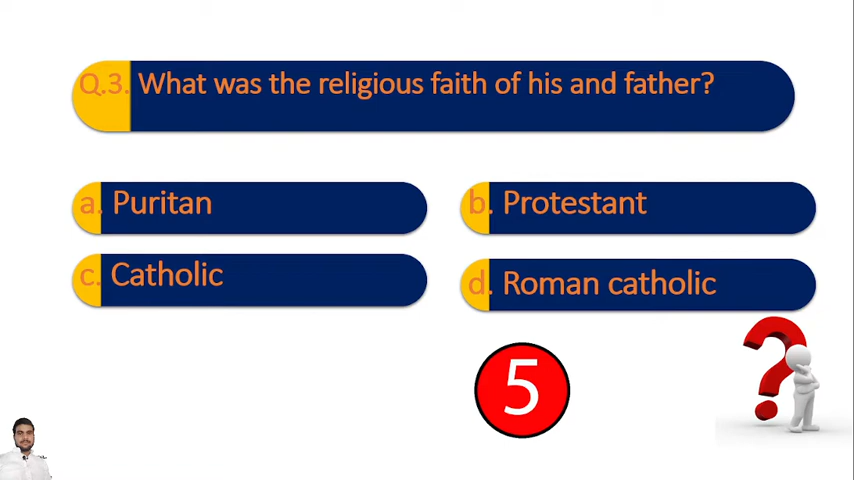 Q.3. What was the religious faith of his and father?
a. Puritan
b. Protestant
c. Catholic
d. Roman catholic
5